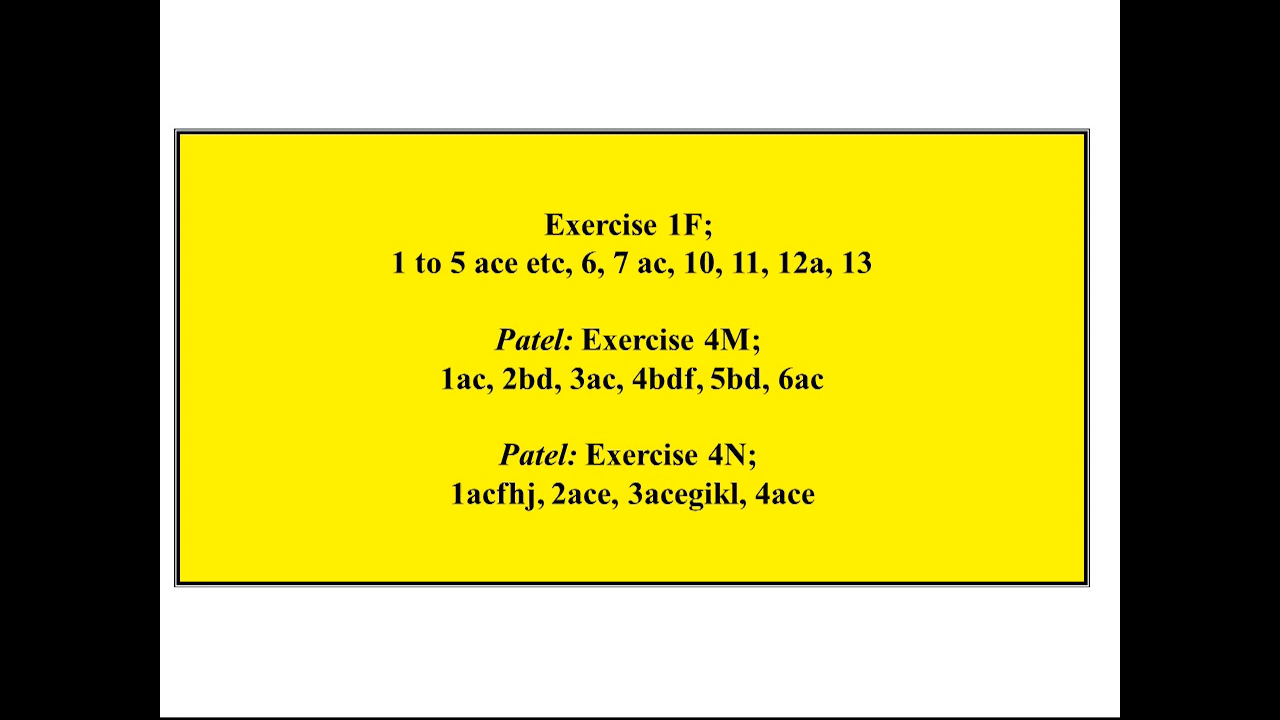 Exercise 1F;
1 to 5 ace etc, 6, 7 ac, 10, 11, 12a, 13
Patel: Exercise 4M;
1ac, 2bd, 3ac, 4bdf, 5bd, 6ac
Patel: Exercise 4N;
1acfhj, 2ace, 3acegikl, 4ace